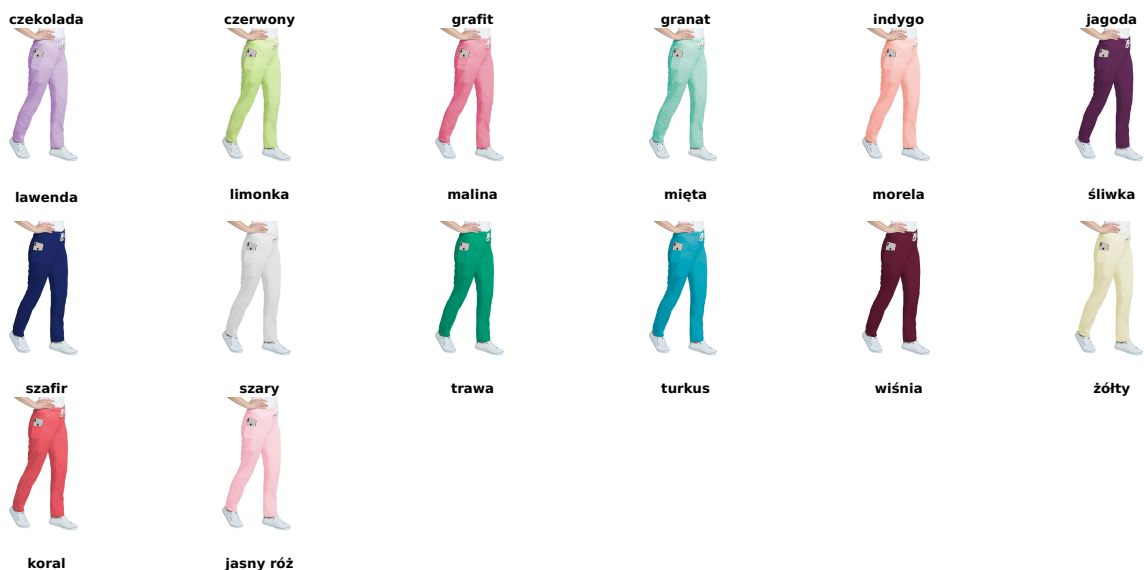 czekolada czerwony grafit granat indygo jagoda
lawenda limonka malina mięta morela śliwka
szafir szary trawa turkus wiśnia żółty
koral jasny róż